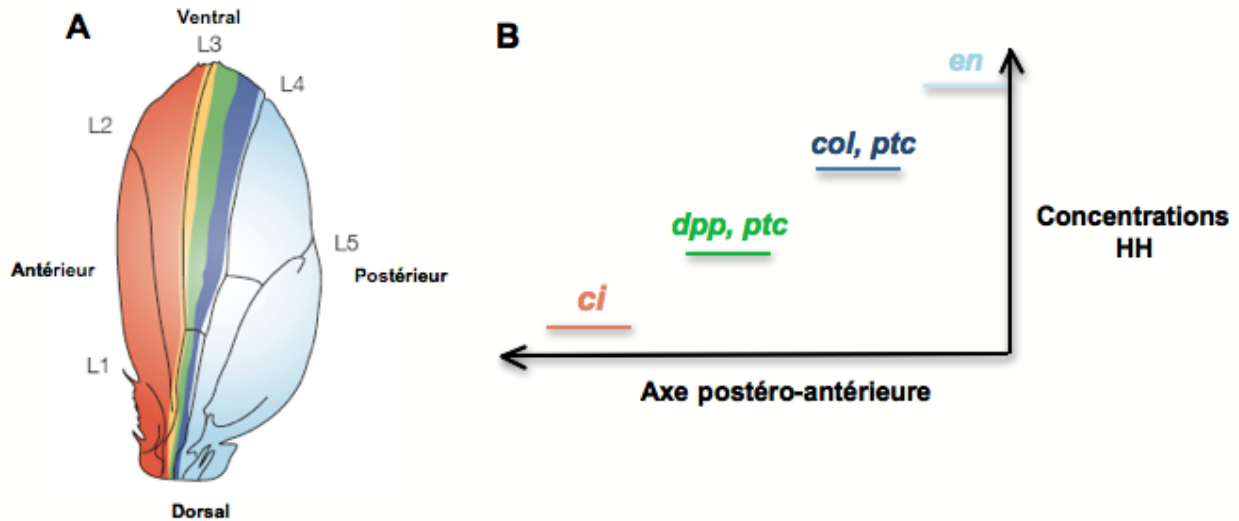 A
Ventral
L3
L4
L2
L5
Antérieur
Postérieur
L1
Dorsal
B
en
col, ptc
dpp, ptc
ci
Concentrations
HH
Axe postéro-antérieure